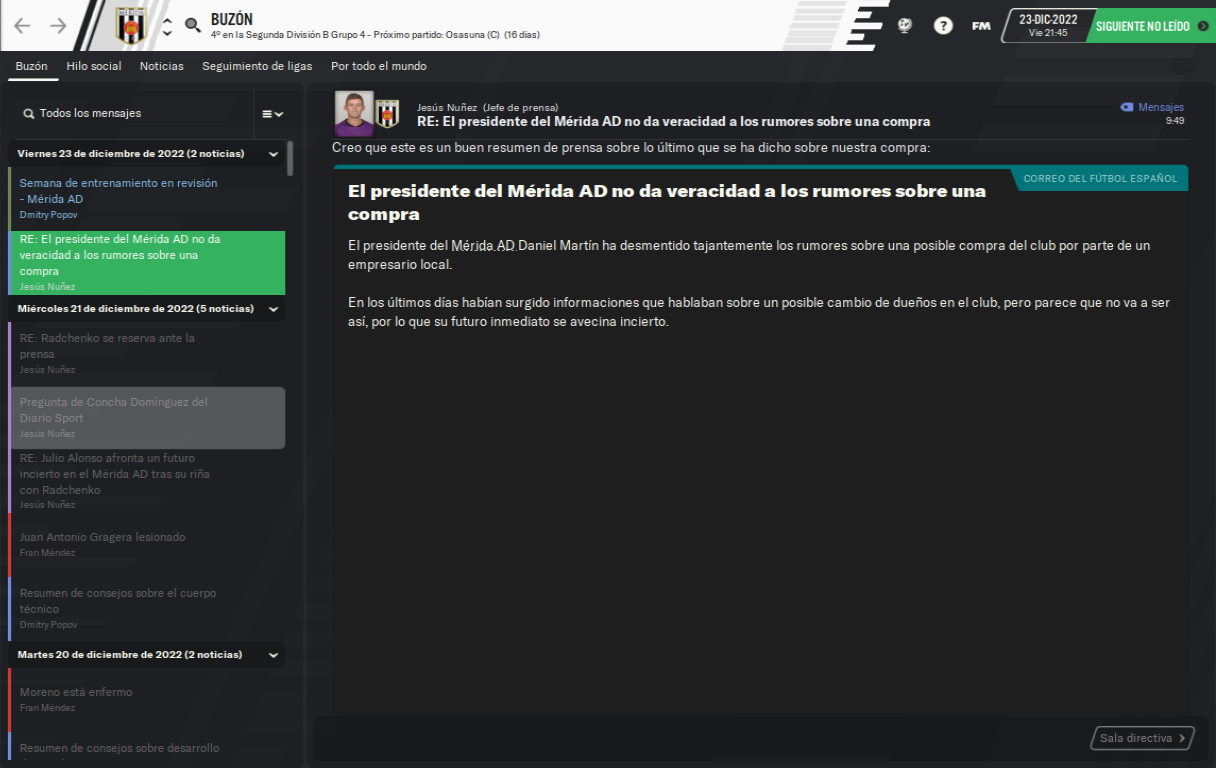 BUZÓN
4º en la Segunda División B Grupo 4 - Próximo partido: Osasuna (C) (16 días)
FM
23-DIC-2022
Vie 21:45
SIGUIENTE NO LEÍDO
Buzón
Hilo social
Noticias
Seguimiento de ligas
Por todo el mundo
Todos los mensajes
Viernes 23 de diciembre de 2022 (2 noticias)
Semana de entrenamiento en revisión
- Mérida AD
Dmitry Popov
RE: El presidente del Mérida AD no da
veracidad a los rumores sobre una
compra
Jesús Nuñez
Miércoles 21 de diciembre de 2022 (5 noticias)
RE: Radchenko se reserva ante la
prensa
Jesús Nuñez
Pregunta de Concha Domínguez del
Diario Sport
Jesús Nuñez
RE: Julio Alonso afronta un futuro
incierto en el Mérida AD tras su riña
con Radchenko
Jesús Nuñez
Juan Antonio Gragera lesionado
Fran Méndez
Resumen de consejos sobre el cuerpo
técnico
Dmitry Popov
Martes 20 de diciembre de 2022 (2 noticias)
Moreno está enfermo
Fran Méndez
Resumen de consejos sobre desarrollo
Jesús Nuñez (Jefe de prensa)
RE: El presidente del Mérida AD no da veracidad a los rumores sobre una compra
Mensajes
9:49
Creo que este es un buen resumen de prensa sobre lo último que se ha dicho sobre nuestra compra:
CORREO DEL FÚTBOL ESPAÑOL
El presidente del Mérida AD no da veracidad a los rumores sobre una
compra
El presidente del Mérida AD Daniel Martín ha desmentido tajantemente los rumores sobre una posible compra del club por parte de un
empresario local.
En los últimos días habían surgido informaciones que hablaban sobre un posible cambio de dueños en el club, pero parece que no va a ser
así, por lo que su futuro inmediato se avecina incierto.
Sala directiva